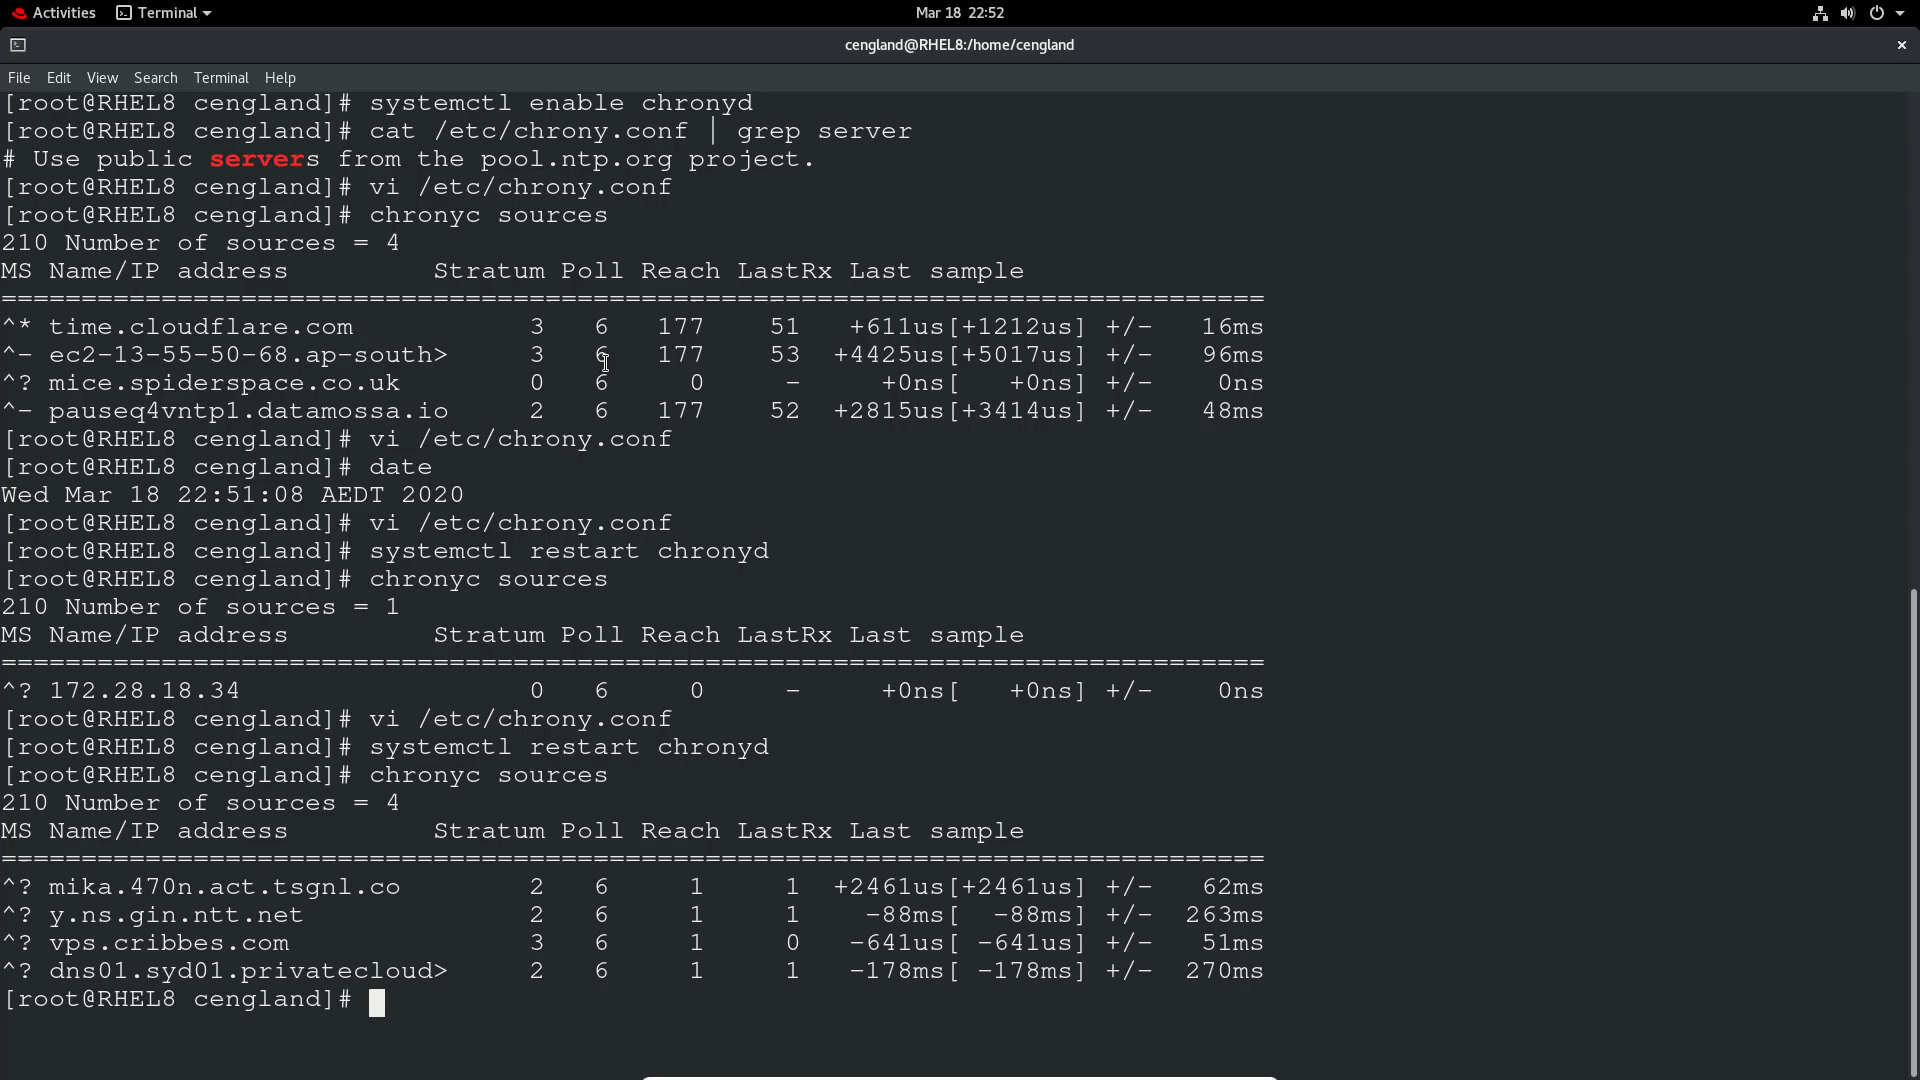 Activities Terminal Mar 18 22:52
cengland@RHEL8:/home/cengland
File Edit View Search Terminal Help
[root@RHEL8 cengland]# systemctl enable chronyd
[root@RHEL8 cengland]# cat /etc/chrony.conf | grep server
# Use public servers from the pool.ntp.org project.
[root@RHEL8 cengland]# vi /etc/chrony.conf
[root@RHEL8 cengland]# chronyc sources
210 Number of sources = 4
MS Name/IP address         Stratum Poll Reach LastRx Last sample
===============================================================================
^* time.cloudflare.com           3   6   177    51   +611us[+1212us] +/-   16ms
^- ec2-13-55-50-68.ap-south>     3   6   177    53  +4425us[+5017us] +/-   96ms
^? mice.spiderspace.co.uk        0   6     0     -     +0ns[   +0ns] +/-    0ns
^- pauseq4vntp1.datamossa.io     2   6   177    52  +2815us[+3414us] +/-   48ms
[root@RHEL8 cengland]# vi /etc/chrony.conf
[root@RHEL8 cengland]# date
Wed Mar 18 22:51:08 AEDT 2020
[root@RHEL8 cengland]# vi /etc/chrony.conf
[root@RHEL8 cengland]# systemctl restart chronyd
[root@RHEL8 cengland]# chronyc sources
210 Number of sources = 1
MS Name/IP address         Stratum Poll Reach LastRx Last sample
===============================================================================
^? 172.28.18.34                  0   6     0     -     +0ns[   +0ns] +/-    0ns
[root@RHEL8 cengland]# vi /etc/chrony.conf
[root@RHEL8 cengland]# systemctl restart chronyd
[root@RHEL8 cengland]# chronyc sources
210 Number of sources = 4
MS Name/IP address         Stratum Poll Reach LastRx Last sample
===============================================================================
^? mika.470n.act.tsgnl.co        2   6     1     1  +2461us[+2461us] +/-   62ms
^? y.ns.gin.ntt.net              2   6     1     1    -88ms[  -88ms] +/-  263ms
^? vps.cribbes.com               3   6     1     0   -641us[ -641us] +/-   51ms
^? dns01.syd01.privatecloud>     2   6     1     1   -178ms[ -178ms] +/-  270ms
[root@RHEL8 cengland]#